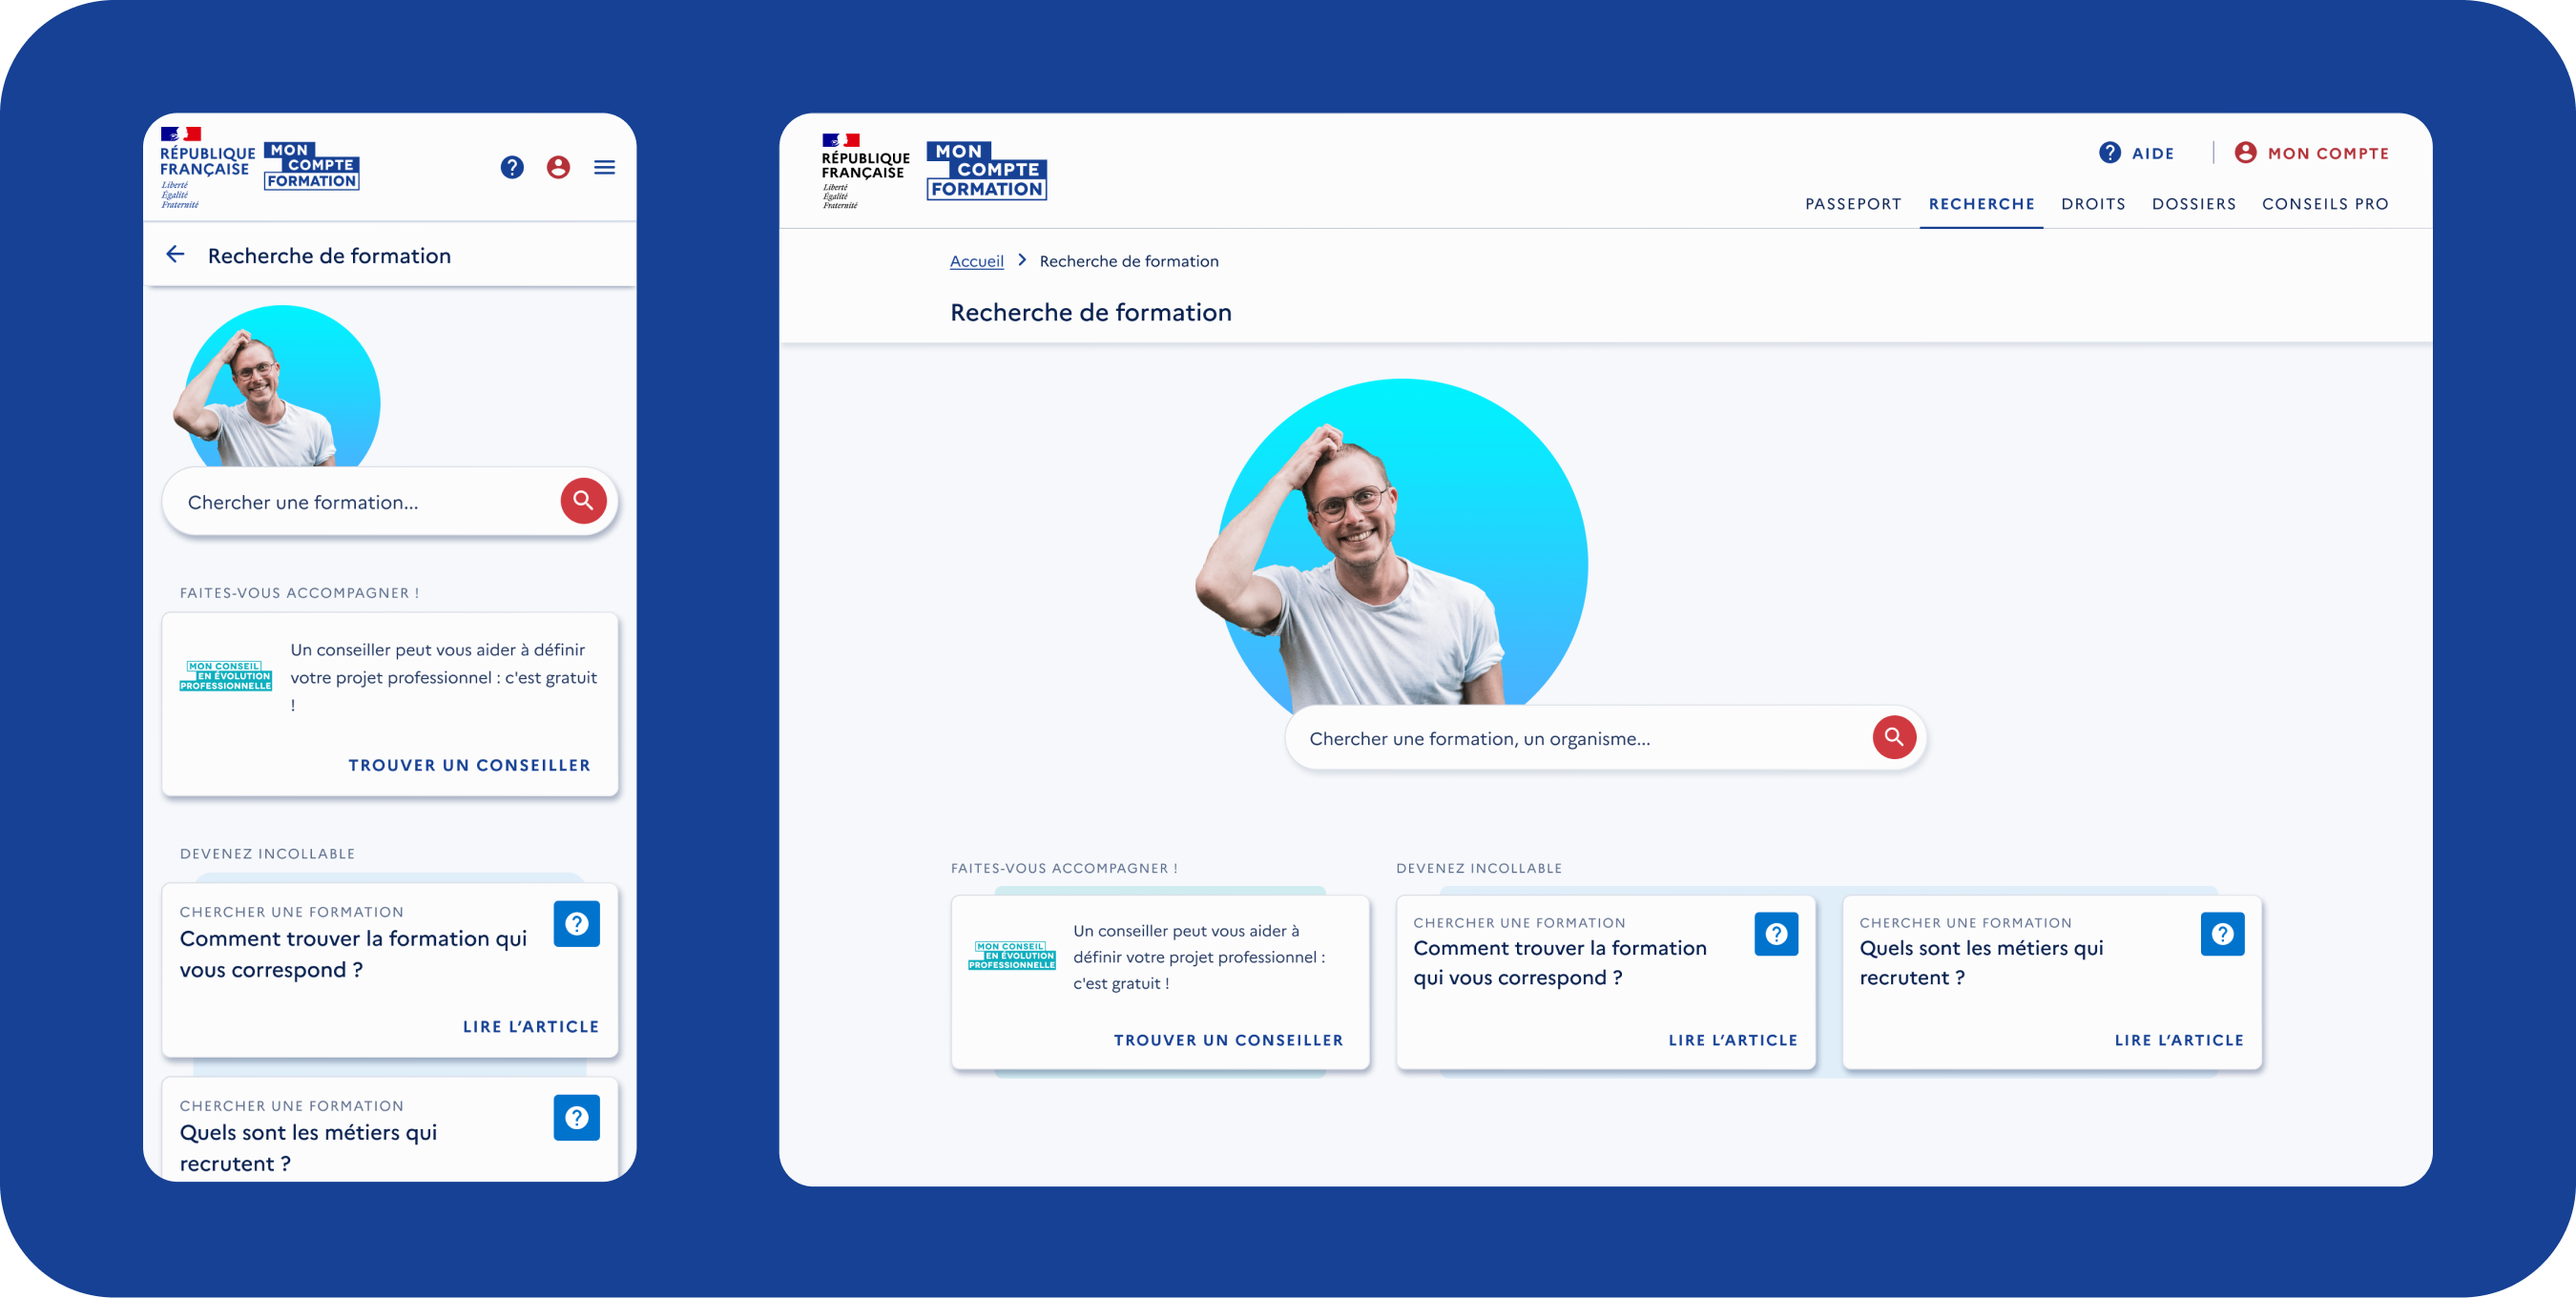 RÉPUBLIQUE
FRANÇAISE
Liberté
Égalité
Fraternité
MON
COMPTE
FORMATION
Recherche de formation
Chercher une formation...
FAITES-VOUS ACCOMPAGNER !
MON CONSEIL
EN ÉVOLUTION
PROFESSIONNELLE
Un conseiller peut vous aider à définir
votre projet professionnel : c'est gratuit
!
TROUVER UN CONSEILLER
DEVENEZ INCOLLABLE
CHERCHER UNE FORMATION
Comment trouver la formation qui
vous correspond ?
LIRE L’ARTICLE
CHERCHER UNE FORMATION
Quels sont les métiers qui
recrutent ?
RÉPUBLIQUE
FRANÇAISE
Liberté
Égalité
Fraternité
MON
COMPTE
FORMATION
AIDE
MON COMPTE
PASSEPORT RECHERCHE DROITS DOSSIERS CONSEILS PRO
Accueil > Recherche de formation
Recherche de formation
Chercher une formation, un organisme...
FAITES-VOUS ACCOMPAGNER !
MON CONSEIL
EN ÉVOLUTION
PROFESSIONNELLE
Un conseiller peut vous aider à
définir votre projet professionnel :
c'est gratuit !
TROUVER UN CONSEILLER
DEVENEZ INCOLLABLE
CHERCHER UNE FORMATION
Comment trouver la formation
qui vous correspond ?
LIRE L’ARTICLE
CHERCHER UNE FORMATION
Quels sont les métiers qui
recrutent ?
LIRE L’ARTICLE